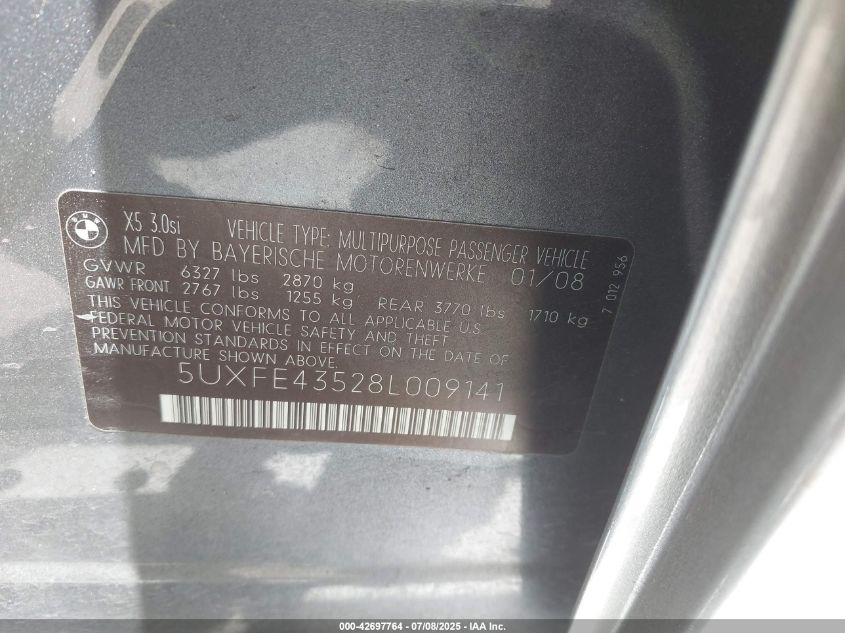 BMW
X5 3.0si VEHICLE TYPE: MULTIPURPOSE PASSENGER VEHICLE
MFD BY BAYERISCHE MOTORENWERKE 01/08
GVWR 6327 lbs 2870 kg
GAWR FRONT 2767 lbs 1255 kg REAR 3770 lbs 1710 kg
THIS VEHICLE CONFORMS TO ALL APPLICABLE U.S.
FEDERAL MOTOR VEHICLE SAFETY AND THEFT
PREVENTION STANDARDS IN EFFECT ON THE DATE OF
MANUFACTURE SHOWN ABOVE.
5UXFE43528L009141
7 012 956
000-42697764 - 07/08/2025 - IAA Inc.